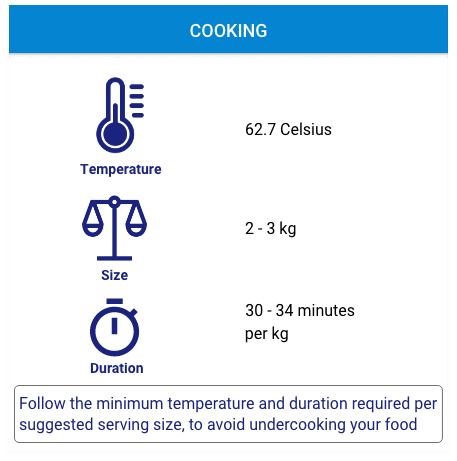 COOKING
62.7 Celsius
Temperature
2 - 3 kg
Size
30 - 34 minutes
per kg
Duration
Follow the minimum temperature and duration required per
suggested serving size, to avoid undercooking your food